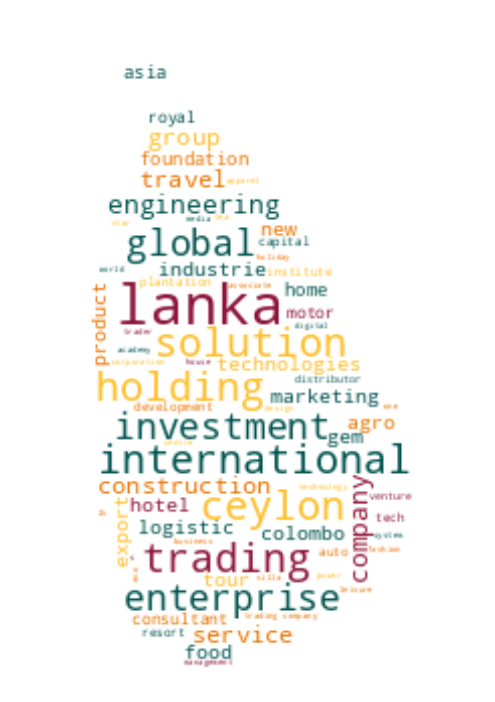 asia
royal
group
foundation
travel apparel
engineering
star media tea
new
global capital
holiday
world industrie institute
plantation associate home
lanka motor
product digital
trader solution
academy
corporation house technologies
holding distributor
marketing
development design one
investment agro
gem
centre
international
construction technology
venture
export hotel ceylon company tech
logistic colombo system
business
trading auto fashion
tour villa power
enterprise leisure
consultant trading company
resort service
food
management